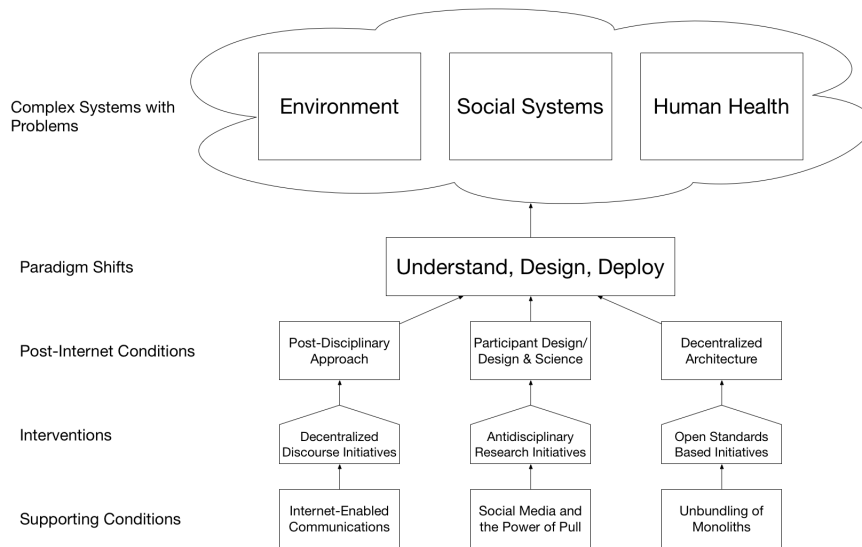 Complex Systems with
Problems
Environment
Social Systems
Human Health
Paradigm Shifts
Understand, Design, Deploy
Post-Internet Conditions
Post-Disciplinary
Approach
Participant Design/
Design & Science
Decentralized
Architecture
Interventions
Decentralized
Discourse Initiatives
Antidisciplinary
Research Initiatives
Open Standards
Based Initiatives
Supporting Conditions
Internet-Enabled
Communications
Social Media and
the Power of Pull
Unbundling of
Monoliths